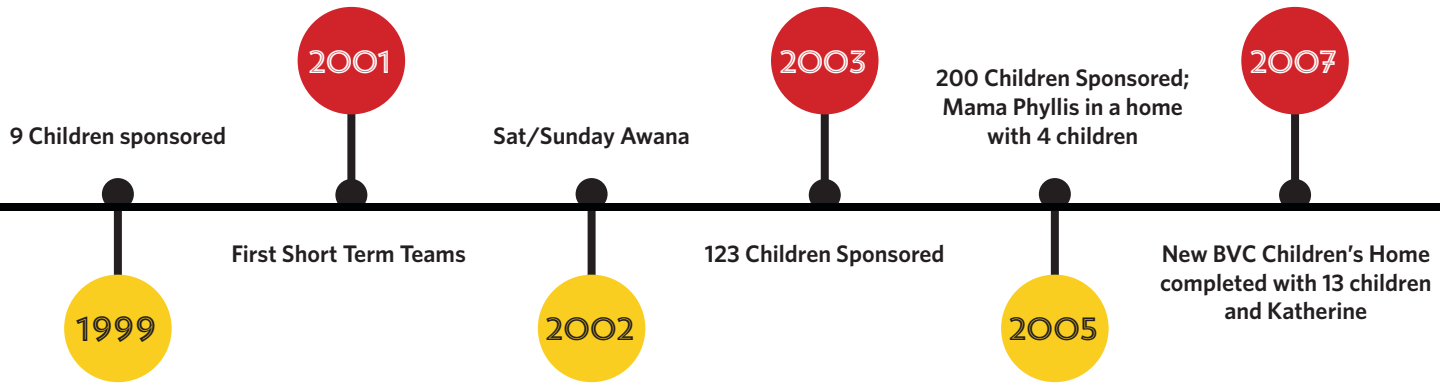 9 Children sponsored
1999
2001
First Short Term Teams
Sat/Sunday Awana
2002
2003
123 Children Sponsored
200 Children Sponsored;
Mama Phyllis in a home
with 4 children
2005
2007
New BVC Children's Home
completed with 13 children
and Katherine